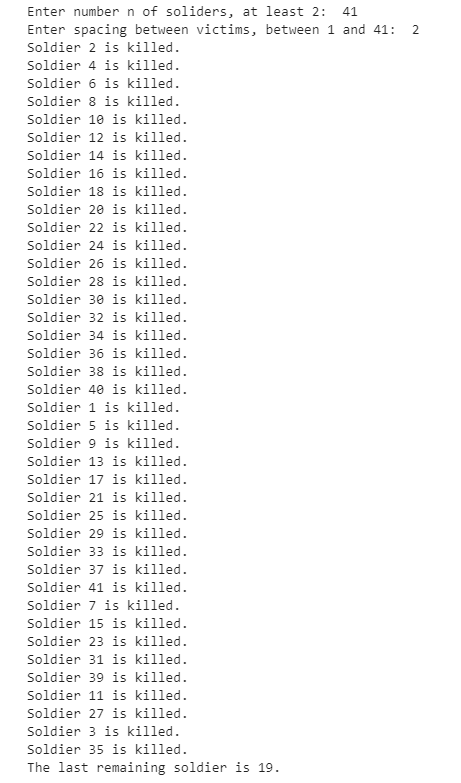 Enter number n of soliders, at least 2:  41
Enter spacing between victims, between 1 and 41:  2
Soldier 2 is killed.
Soldier 4 is killed.
Soldier 6 is killed.
Soldier 8 is killed.
Soldier 10 is killed.
Soldier 12 is killed.
Soldier 14 is killed.
Soldier 16 is killed.
Soldier 18 is killed.
Soldier 20 is killed.
Soldier 22 is killed.
Soldier 24 is killed.
Soldier 26 is killed.
Soldier 28 is killed.
Soldier 30 is killed.
Soldier 32 is killed.
Soldier 34 is killed.
Soldier 36 is killed.
Soldier 38 is killed.
Soldier 40 is killed.
Soldier 1 is killed.
Soldier 5 is killed.
Soldier 9 is killed.
Soldier 13 is killed.
Soldier 17 is killed.
Soldier 21 is killed.
Soldier 25 is killed.
Soldier 29 is killed.
Soldier 33 is killed.
Soldier 37 is killed.
Soldier 41 is killed.
Soldier 7 is killed.
Soldier 15 is killed.
Soldier 23 is killed.
Soldier 31 is killed.
Soldier 39 is killed.
Soldier 11 is killed.
Soldier 27 is killed.
Soldier 3 is killed.
Soldier 35 is killed.
The last remaining soldier is 19.